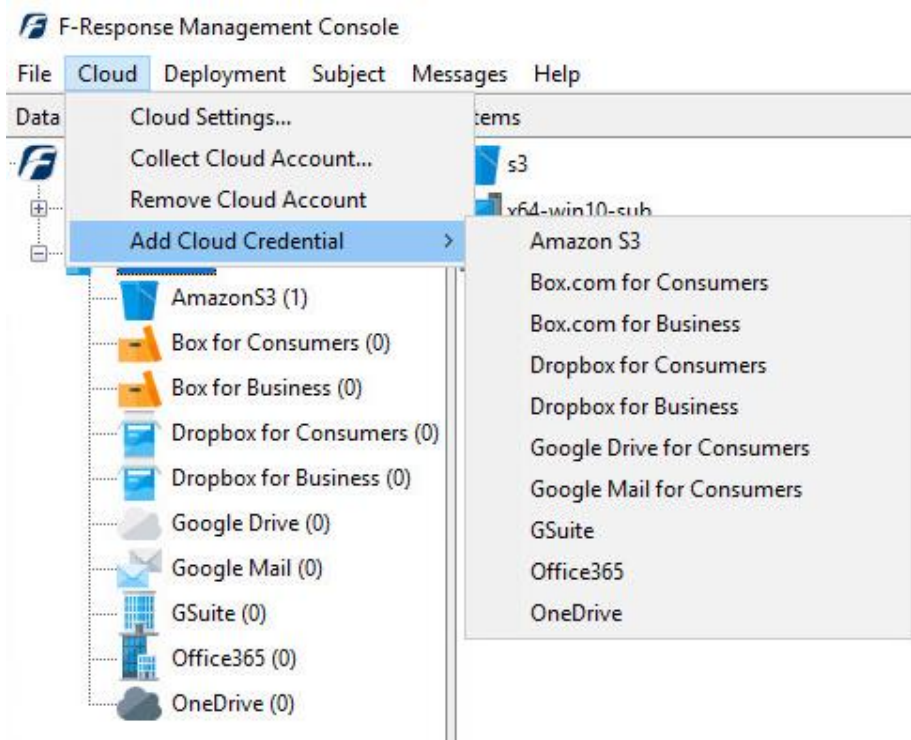 F-Response Management Console
File Cloud Deployment Subject Messages Help
Data
tems
Cloud Settings...
Collect Cloud Account...
Remove Cloud Account
Add Cloud Credential >
s3
x64-win10-sub
Amazon S3
Box.com for Consumers
Box.com for Business
Dropbox for Consumers
Dropbox for Business
Google Drive for Consumers
Google Mail for Consumers
GSuite
Office365
OneDrive
AmazonS3 (1)
Box for Consumers (0)
Box for Business (0)
Dropbox for Consumers (0)
Dropbox for Business (0)
Google Drive (0)
Google Mail (0)
GSuite (0)
Office365 (0)
OneDrive (0)